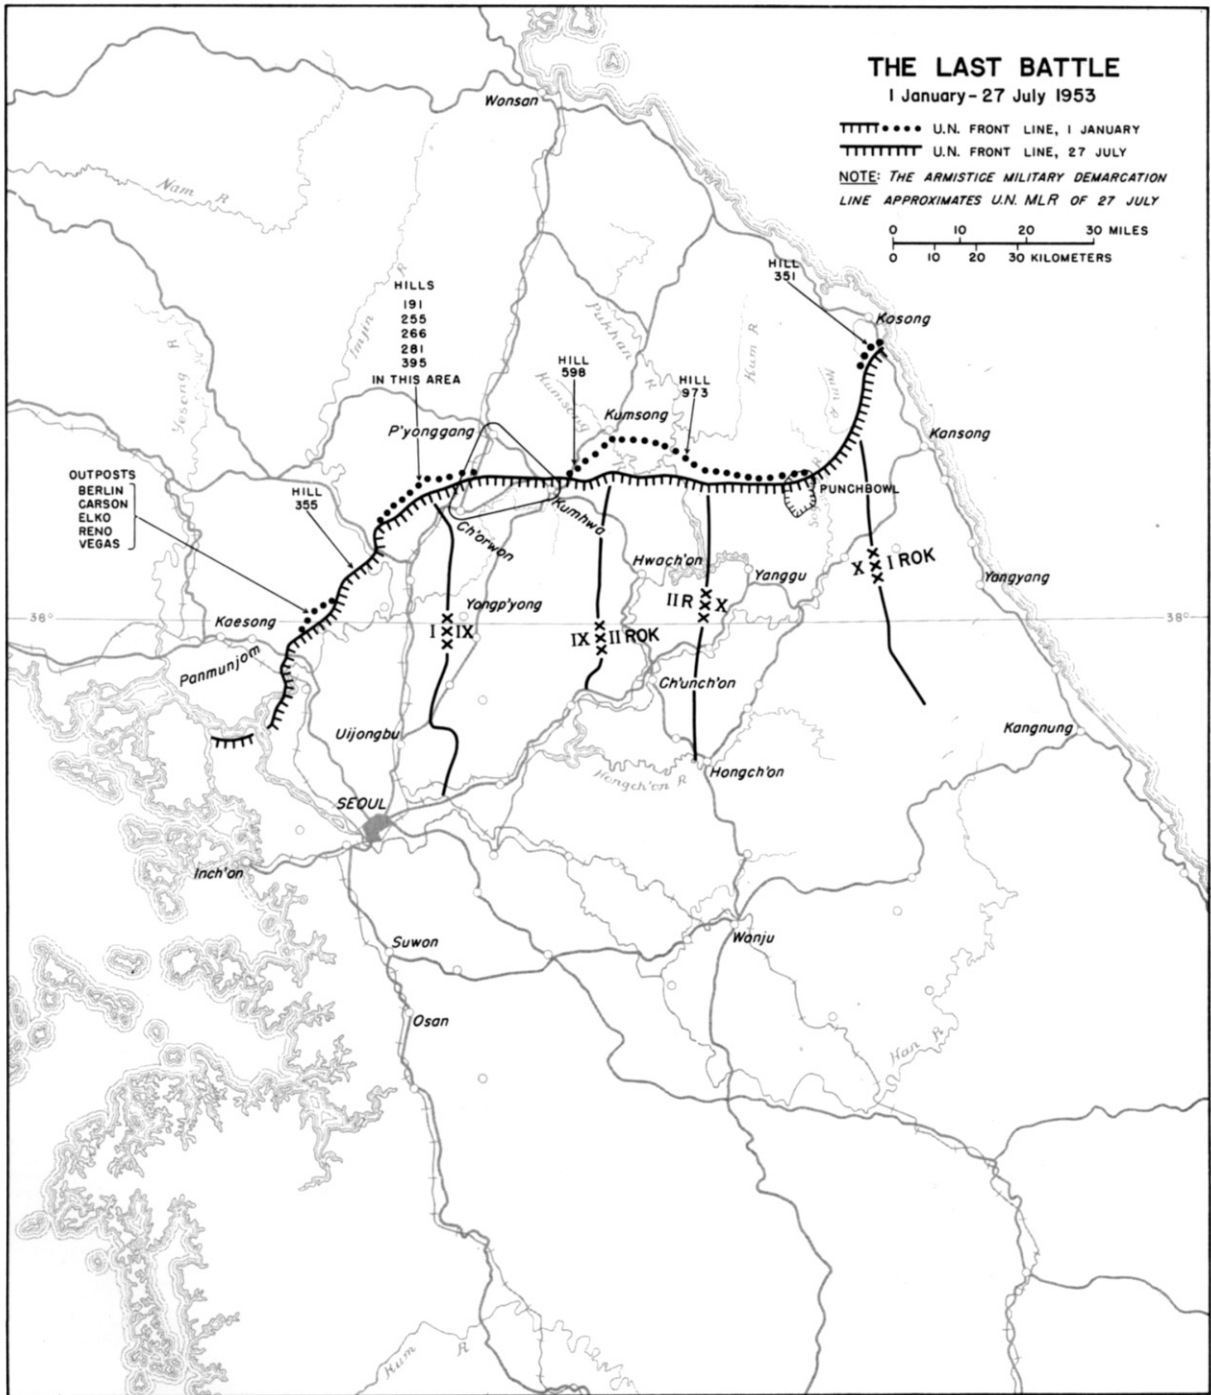 THE LAST BATTLE
1 January - 27 July 1953
U.N. FRONT LINE, 1 JANUARY
U.N. FRONT LINE, 27 JULY
NOTE: THE ARMISTICE MILITARY DEMARCATION
LINE APPROXIMATES U.N. MLR OF 27 JULY
0 10 20 30 MILES
0 10 20 30 KILOMETERS
Wonsan
Nam R
HILL
351
HILLS
191
255
266
281
395
IN THIS AREA
Imjin R
Pukhan R
Kum R
Kosong
Yesong R
HILL
598
HILL
973
Kumsong
Nam R
Kumsong
P'yonggang
Kansong
OUTPOSTS
BERLIN
CARSON
ELKO
RENO
VEGAS
HILL
355
PUNCHBOWL
Kumhwa
Ch'orwon
Hwach'on
Yanggu
X I ROK
Yangyang
II R X
Yongp'yong
38°
38°
Kaesong
I IX
IX II ROK
Panmunjom
Ch'unch'on
Uijongbu
Kangnung
Hongch'on R
Hongch'on
SEOUL
Inch'on
Suwon
Wonju
Osan
Han R
Kum R